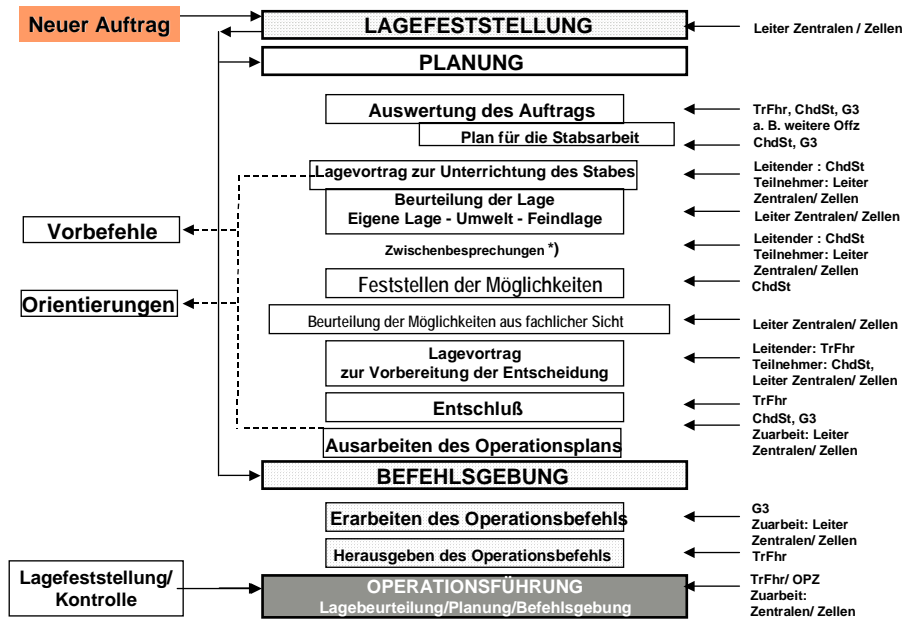 Neuer Auftrag
LAGEFESTSTELLUNG
Leiter Zentralen / Zellen
PLANUNG
Auswertung des Auftrags
TrFhr, ChdSt, G3
a. B. weitere Offz
Plan für die Stabsarbeit
ChdSt, G3
Lagevortrag zur Unterrichtung des Stabes
Leitender : ChdSt
Teilnehmer: Leiter
Zentralen/ Zellen
Beurteilung der Lage
Eigene Lage - Umwelt - Feindlage
Leiter Zentralen/ Zellen
Vorbefehle
Zwischenbesprechungen *)
Leitender : ChdSt
Teilnehmer: Leiter
Zentralen/ Zellen
Orientierungen
Feststellen der Möglichkeiten
ChdSt
Beurteilung der Möglichkeiten aus fachlicher Sicht
Leiter Zentralen/ Zellen
Lagevortrag
zur Vorbereitung der Entscheidung
Leitender: TrFhr
Teilnehmer: ChdSt,
Leiter Zentralen/ Zellen
Entschluß
TrFhr
Ausarbeiten des Operationsplans
ChdSt, G3
Zuarbeit: Leiter
Zentralen/ Zellen
BEFEHLSGEBUNG
Erarbeiten des Operationsbefehls
G3
Zuarbeit: Leiter
Zentralen/ Zellen
Herausgeben des Operationsbefehls
TrFhr
Lagefeststellung/
Kontrolle
OPERATIONSFÜHRUNG
Lagebeurteilung/Planung/Befehlsgebung
TrFhr/ OPZ
Zuarbeit:
Zentralen/ Zellen